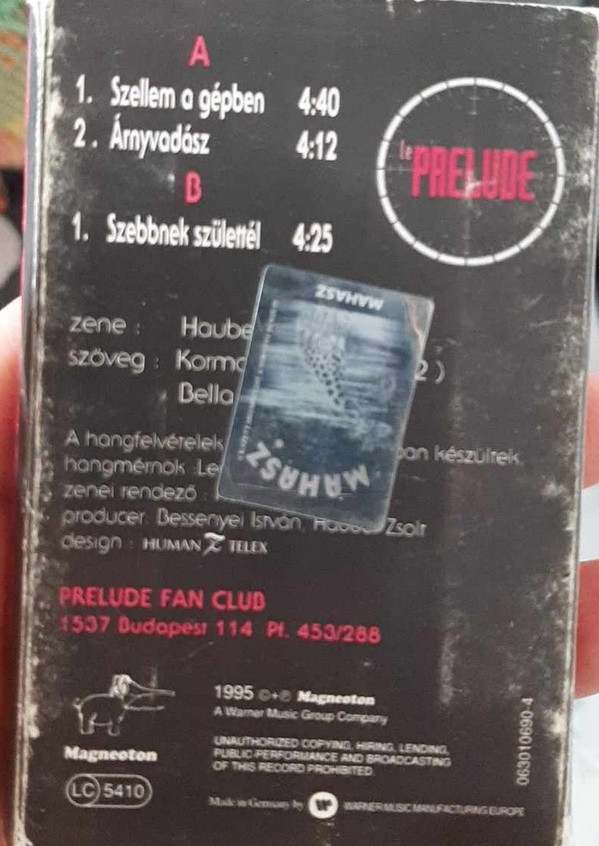 A
1. Szellem a gépben 4:40
2. Árnyvadász 4:12
B
1. Szebbnek születtél 4:25
le PRELUDE
MAHASZ
MAHASZ
zene :
szöveg :
2 )
Bella
A hangfelvételek készültek
hangmérnök
zenei rendező :
producer: Bessenyei István, Zsolt
design : HUMAN TELEX
PRELUDE FAN CLUB
1537 Budapest 114 Pf. 453/288
Magneoton
LC 5410
1995 ©+℗ Magneoton
A Warner Music Group Company
UNAUTHORIZED COPYING, HIRING, LENDING,
PUBLIC PERFORMANCE AND BROADCASTING
OF THIS RECORD PROHIBITED.
Made in Germany by WARNER MUSIC MANUFACTURING EUROPE
063010690-4